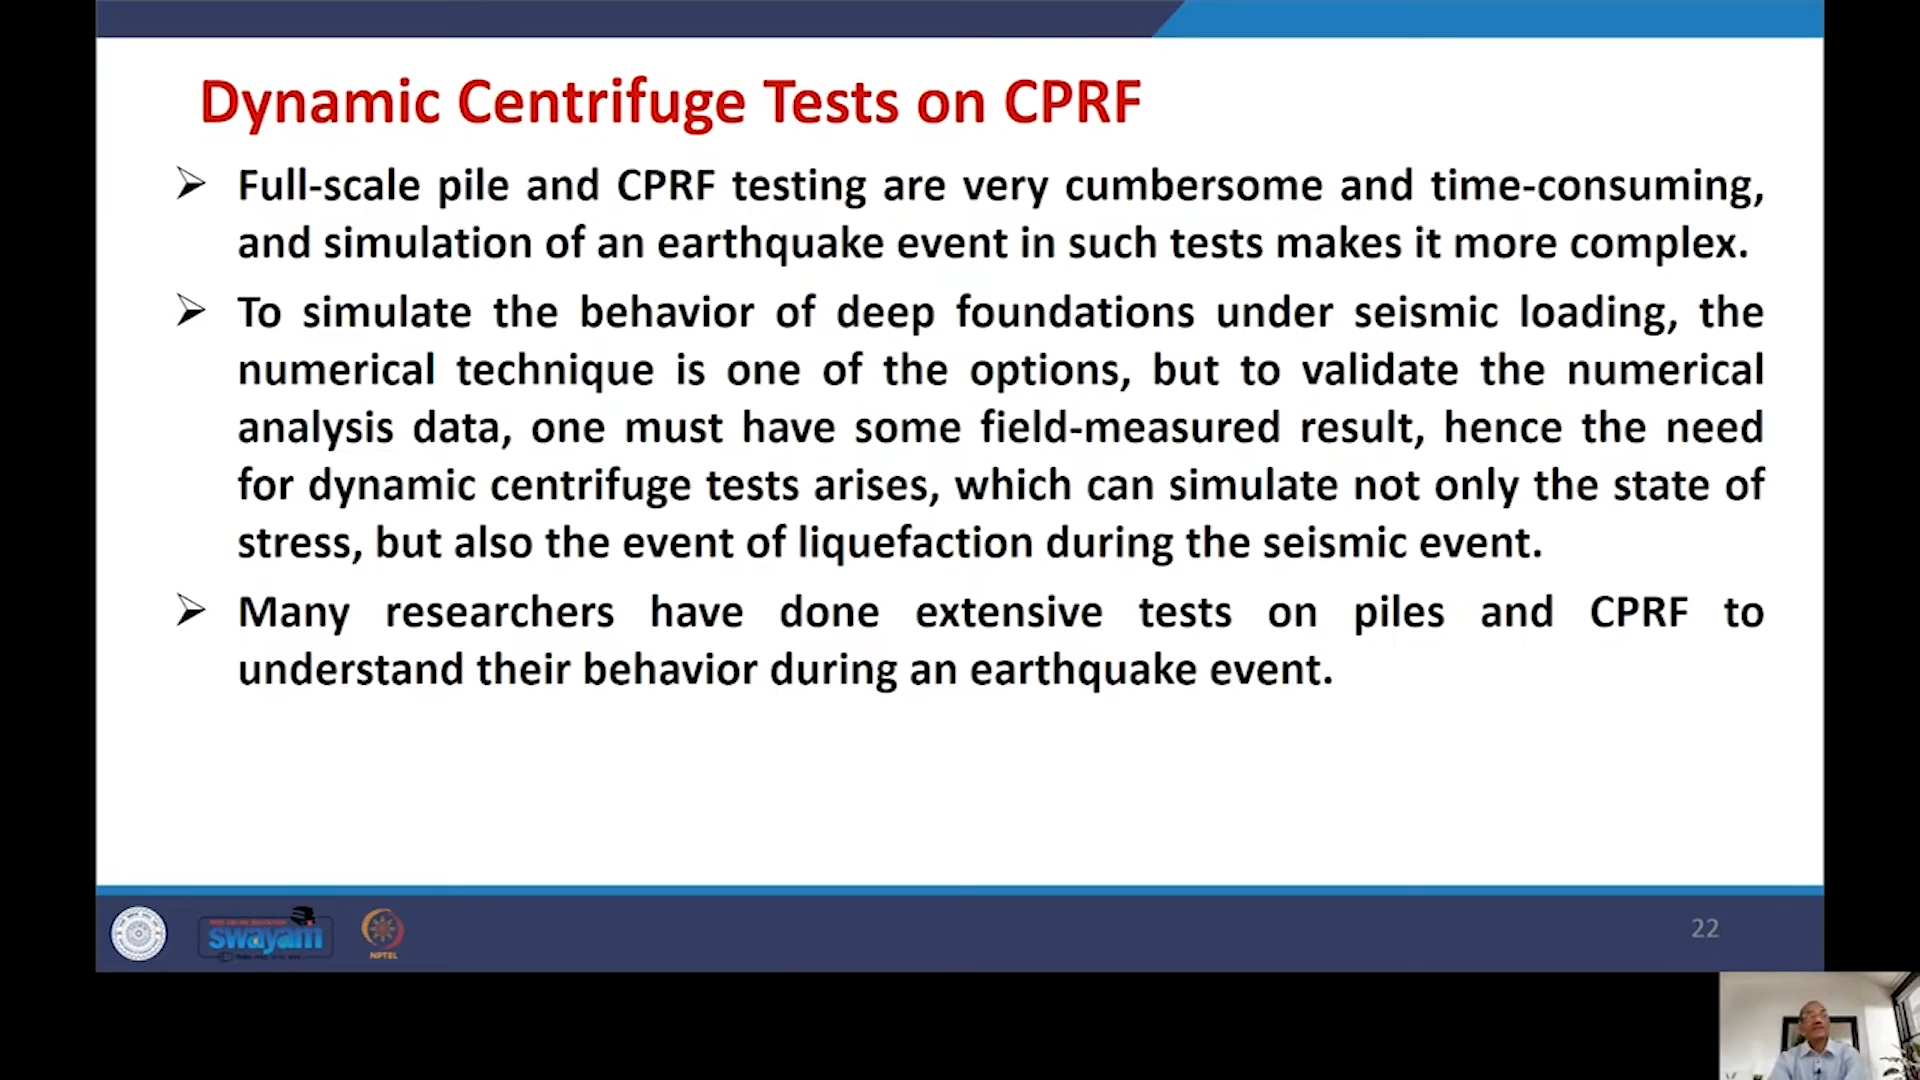 Dynamic Centrifuge Tests on CPRF
➢ Full-scale pile and CPRF testing are very cumbersome and time-consuming,
and simulation of an earthquake event in such tests makes it more complex.
➢ To simulate the behavior of deep foundations under seismic loading, the
numerical technique is one of the options, but to validate the numerical
analysis data, one must have some field-measured result, hence the need
for dynamic centrifuge tests arises, which can simulate not only the state of
stress, but also the event of liquefaction during the seismic event.
➢ Many researchers have done extensive tests on piles and CPRF to
understand their behavior during an earthquake event.
swayam
NPTEL
22